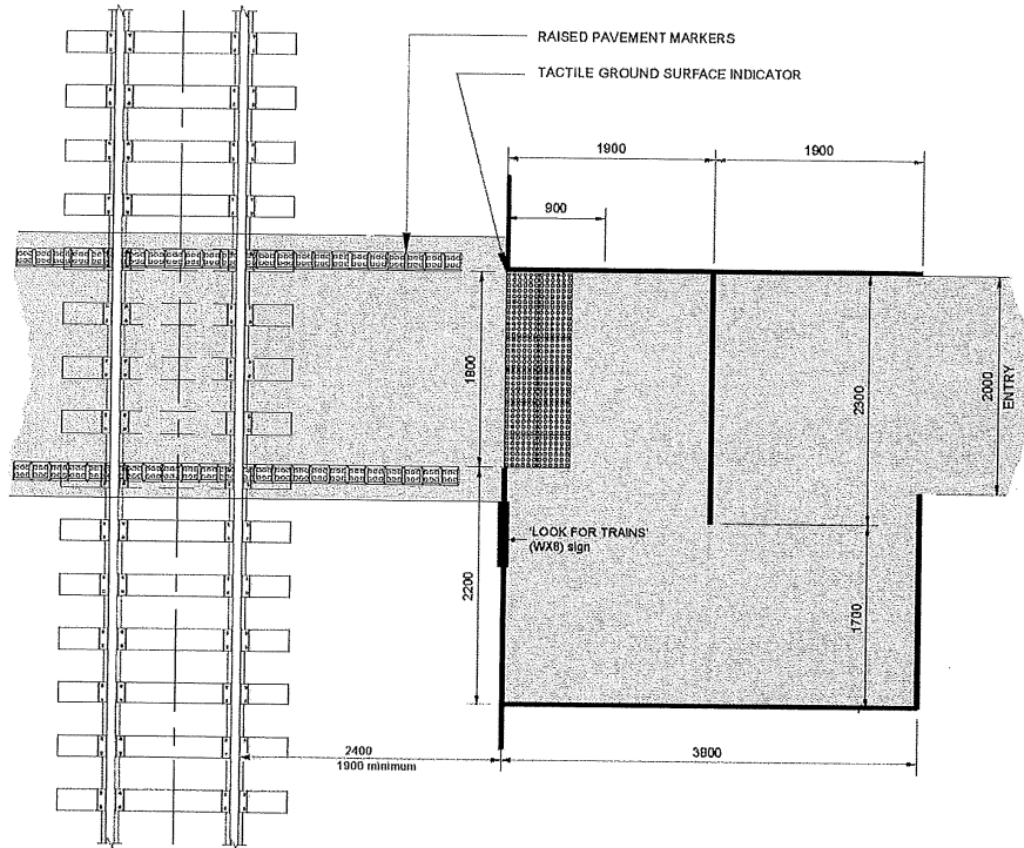 RAISED PAVEMENT MARKERS
TACTILE GROUND SURFACE INDICATOR
1900
1900
900
1800
2300
2000
ENTRY
'LOOK FOR TRAINS'
(WX8) sign
2200
1700
2400
1900 minimum
3800